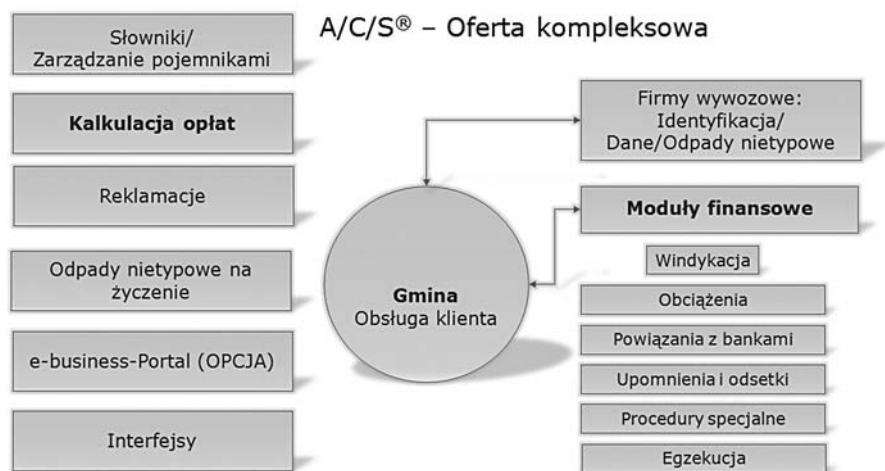 A/C/S® – Oferta kompleksowa
Słowniki/
Zarządzanie pojemnikami
Kalkulacja opłat
Reklamacje
Odpady nietypowe na
życzenie
e-business-Portal (OPCJA)
Interfejsy
Gmina
Obsługa klienta
Firmy wywozowe:
Identyfikacja/
Dane/Odpady nietypowe
Moduły finansowe
Windykacja
Obciążenia
Powiązania z bankami
Upomnienia i odsetki
Procedury specjalne
Egzekucja